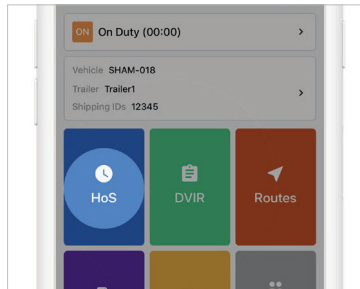 ON On Duty (00:00)
Vehicle SHAM-018
Trailer Trailer1
Shipping IDs 12345
HoS DVIR Routes